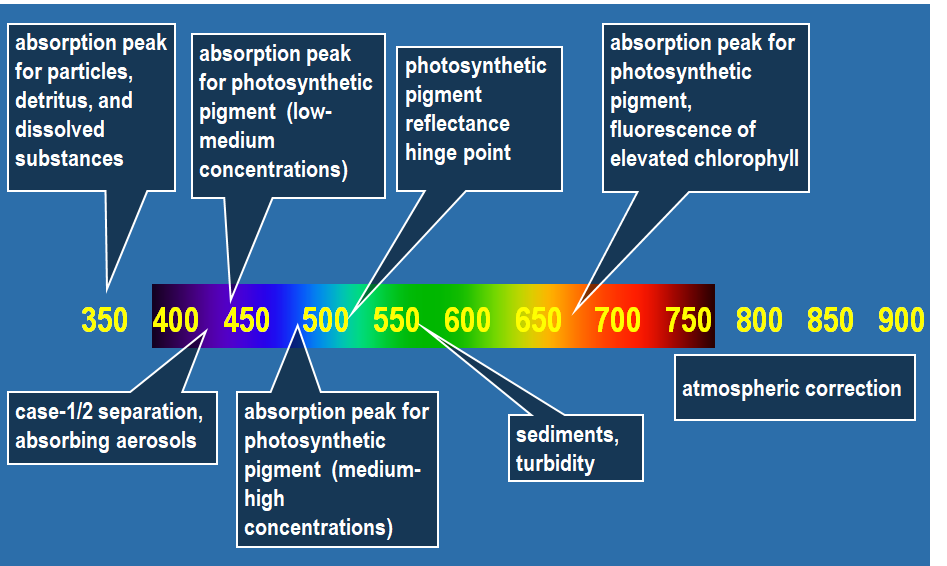 absorption peak
for particles,
detritus, and
dissolved
substances
absorption peak
for photosynthetic
pigment (low-
medium
concentrations)
photosynthetic
pigment
reflectance
hinge point
absorption peak for
photosynthetic
pigment,
fluorescence of
elevated chlorophyll
350 400 450 500 550 600 650 700 750 800 850 900
case-1/2 separation,
absorbing aerosols
absorption peak for
photosynthetic
pigment (medium-
high
concentrations)
sediments,
turbidity
atmospheric correction